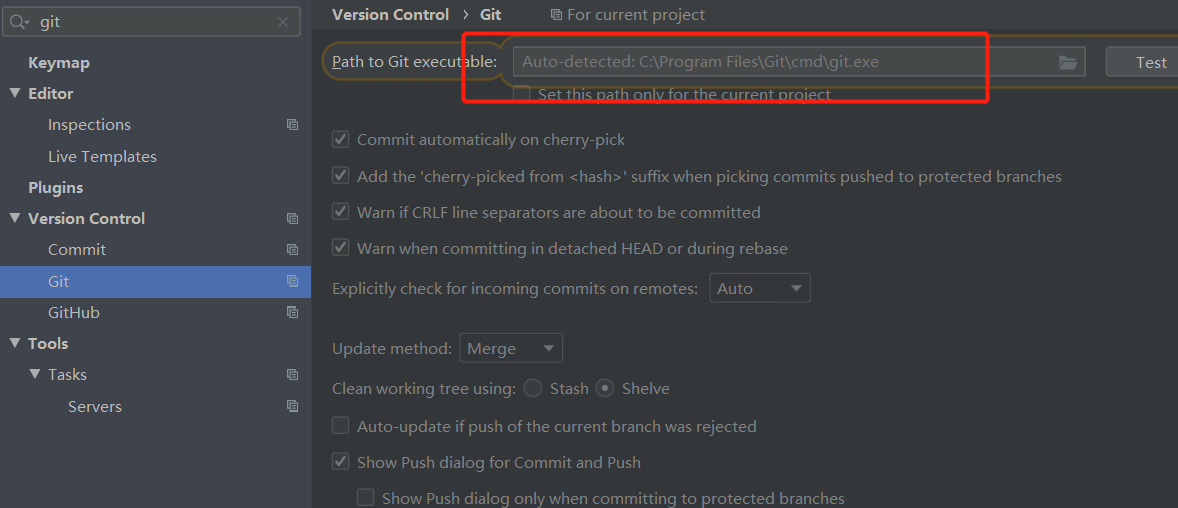 git
Keymap
Editor
Inspections
Live Templates
Plugins
Version Control
Commit
Git
GitHub
Tools
Tasks
Servers
Version Control › Git For current project
Path to Git executable: Auto-detected: C:\Program Files\Git\cmd\git.exe Test
Set this path only for the current project
Commit automatically on cherry-pick
Add the 'cherry-picked from <hash>' suffix when picking commits pushed to protected branches
Warn if CRLF line separators are about to be committed
Warn when committing in detached HEAD or during rebase
Explicitly check for incoming commits on remotes: Auto
Update method: Merge
Clean working tree using: Stash Shelve
Auto-update if push of the current branch was rejected
Show Push dialog for Commit and Push
Show Push dialog only when committing to protected branches